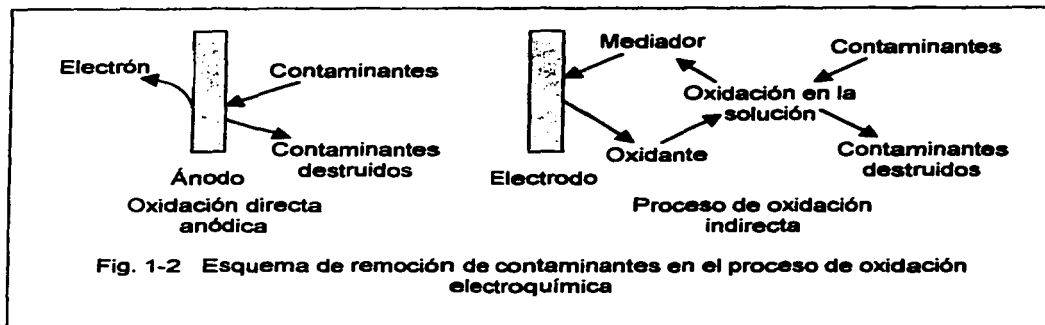 Electrón
Contaminantes
Contaminantes
destruidos
Ánodo
Oxidación directa
anódica
Mediador
Contaminantes
Oxidación en la
solución
Oxidante
Contaminantes
destruidos
Electrodo
Proceso de oxidación
indirecta
Fig. 1-2 Esquema de remoción de contaminantes en el proceso de oxidación
electroquímica